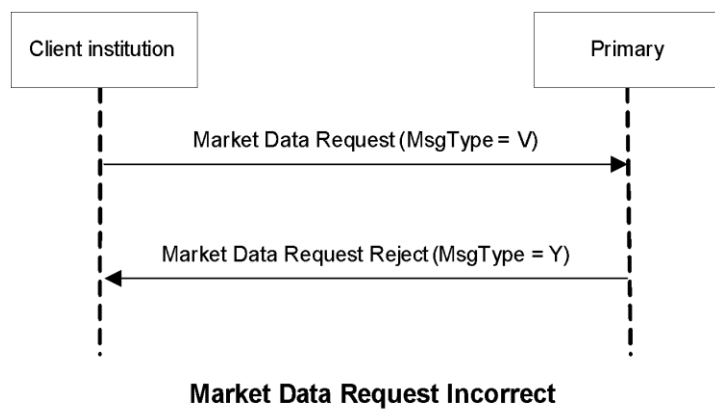 Client institution
Primary
Market Data Request (MsgType = V)
Market Data Request Reject (MsgType = Y)
Market Data Request Incorrect